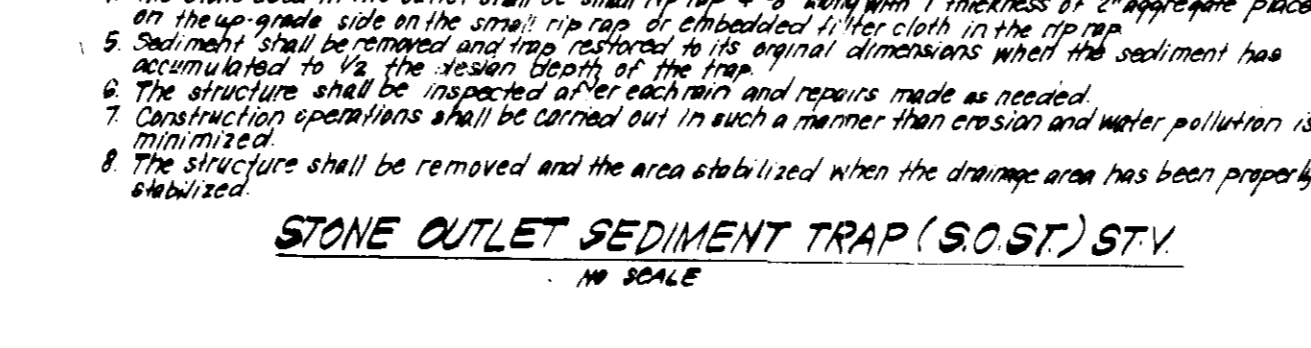 on the up-grade side on the small rip rap or embedded filter cloth in the rip rap.
5. Sediment shall be removed and trap restored to its orginal dimensions when the sediment has
accumulated to 1/2 the design depth of the trap.
6. The structure shall be inspected after each rain and repairs made as needed.
7. Construction operations shall be carried out in such a manner than erosion and water pollution is
minimized.
8. The structure shall be removed and the area stabilized when the drainage area has been properly
stabilized.
STONE OUTLET SEDIMENT TRAP (S.O.S.T.) ST-V.
NO SCALE